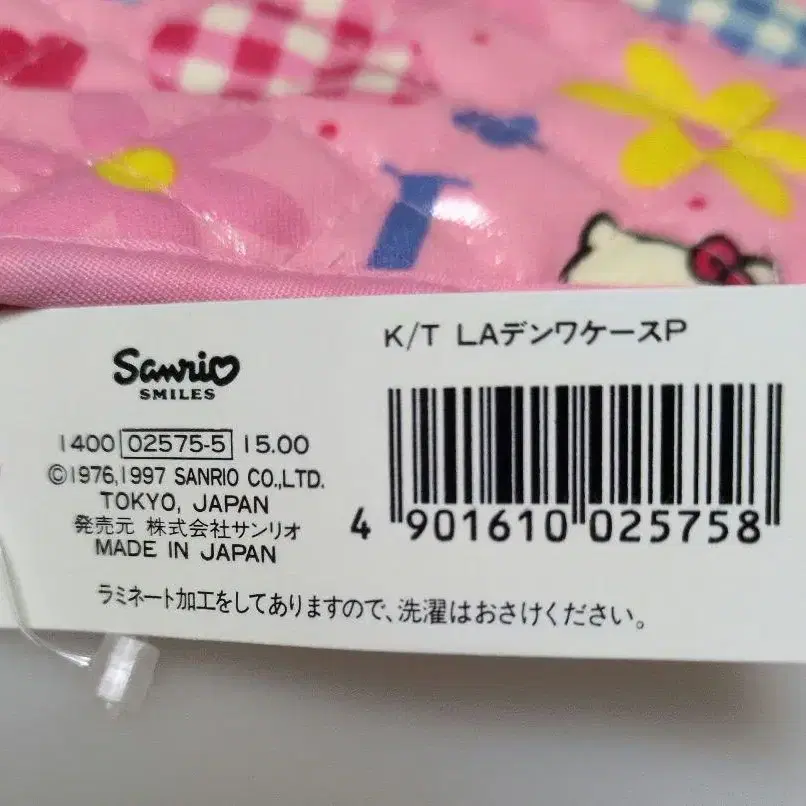 K/T LAデンワケースP
Sanrio
SMILES
1400 02575-5 15.00
©1976,1997 SANRIO CO.,LTD.
TOKYO, JAPAN
発売元 株式会社サンリオ
MADE IN JAPAN
4 901610 025758
ラミネート加工をしてありますので、洗濯はおさけください。